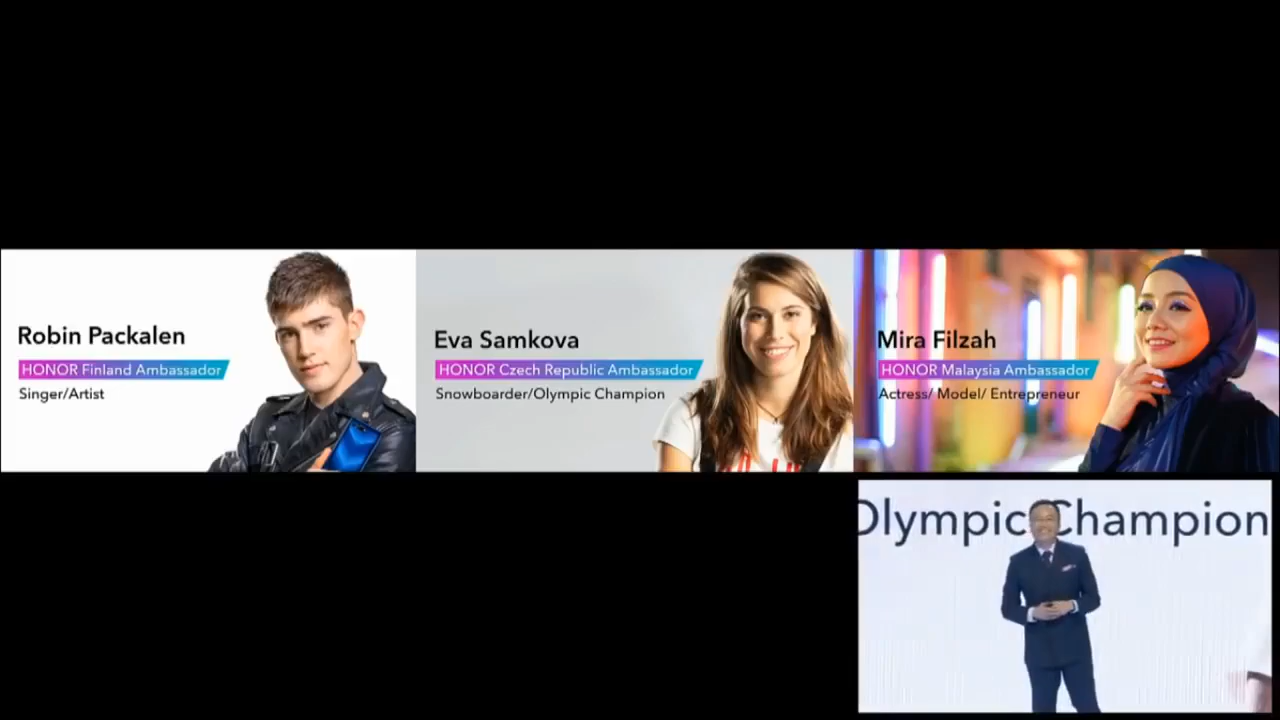 Robin Packalen
HONOR Finland Ambassador
Singer/Artist
Eva Samkova
HONOR Czech Republic Ambassador
Snowboarder/Olympic Champion
Mira Filzah
HONOR Malaysia Ambassador
Actress/ Model/ Entrepreneur
Olympic Champion